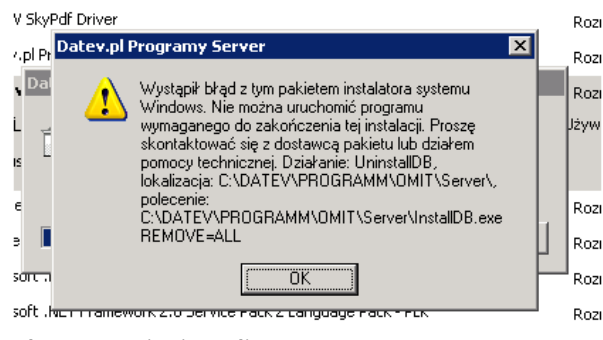 V SkyPdf Driver
Datev.pl Programy Server
Wystąpił błąd z tym pakietem instalatora systemu
Windows. Nie można uruchomić programu
wymaganego do zakończenia tej instalacji. Proszę
skontaktować się z dostawcą pakietu lub działem
pomocy technicznej. Działanie: UninstallDB,
lokalizacja: C:\DATEV\PROGRAMM\OMIT\Server\,
polecenie:
C:\DATEV\PROGRAMM\OMIT\Server\InstallDB.exe
REMOVE=ALL
OK
soft .NET Framework 2.0 Service Pack 2 Language Pack - PLK